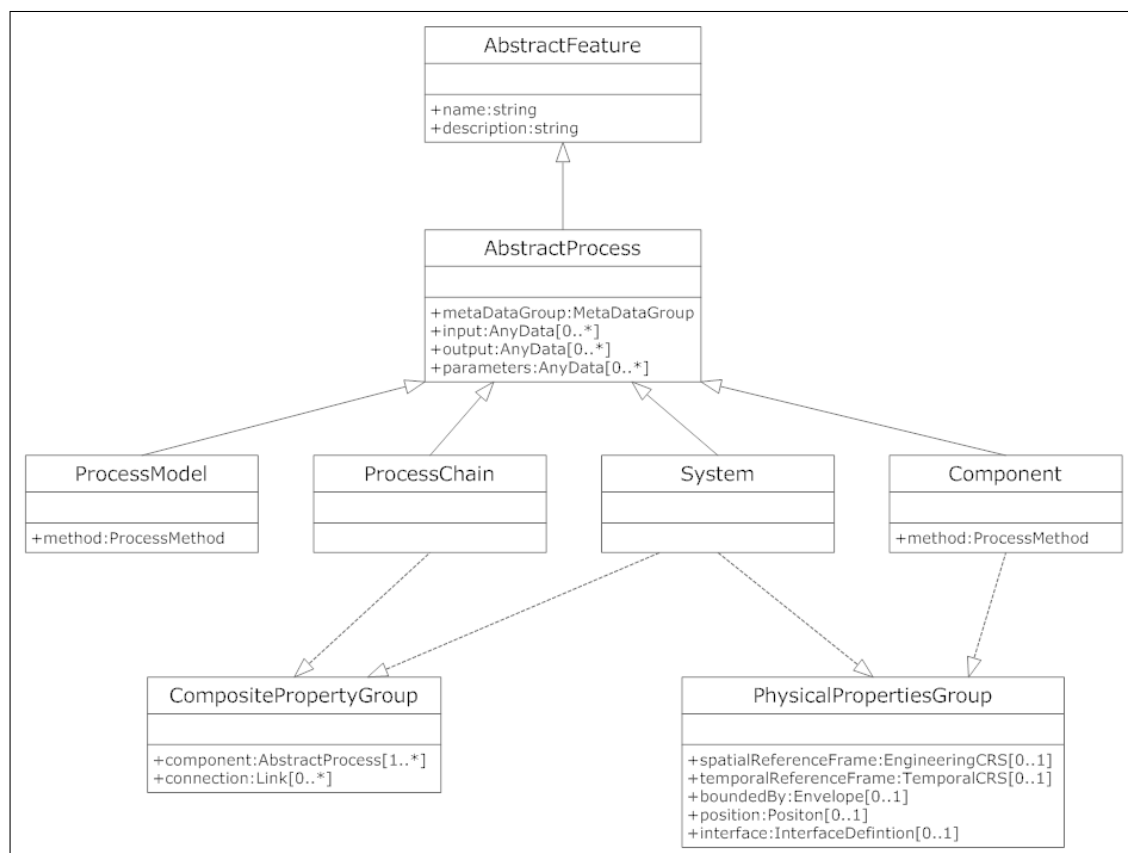 AbstractFeature
+name:string
+description:string
AbstractProcess
+metaDataGroup:MetaDataGroup
+input:AnyData[0..*]
+output:AnyData[0..*]
+parameters:AnyData[0..*]
ProcessModel
+method:ProcessMethod
ProcessChain
System
Component
+method:ProcessMethod
CompositePropertyGroup
+component:AbstractProcess[1..*]
+connection:Link[0..*]
PhysicalPropertiesGroup
+spatialReferenceFrame:EngineeringCRS[0..1]
+temporalReferenceFrame:TemporalCRS[0..1]
+boundedBy:Envelope[0..1]
+position:Positon[0..1]
+interface:InterfaceDefintion[0..1]